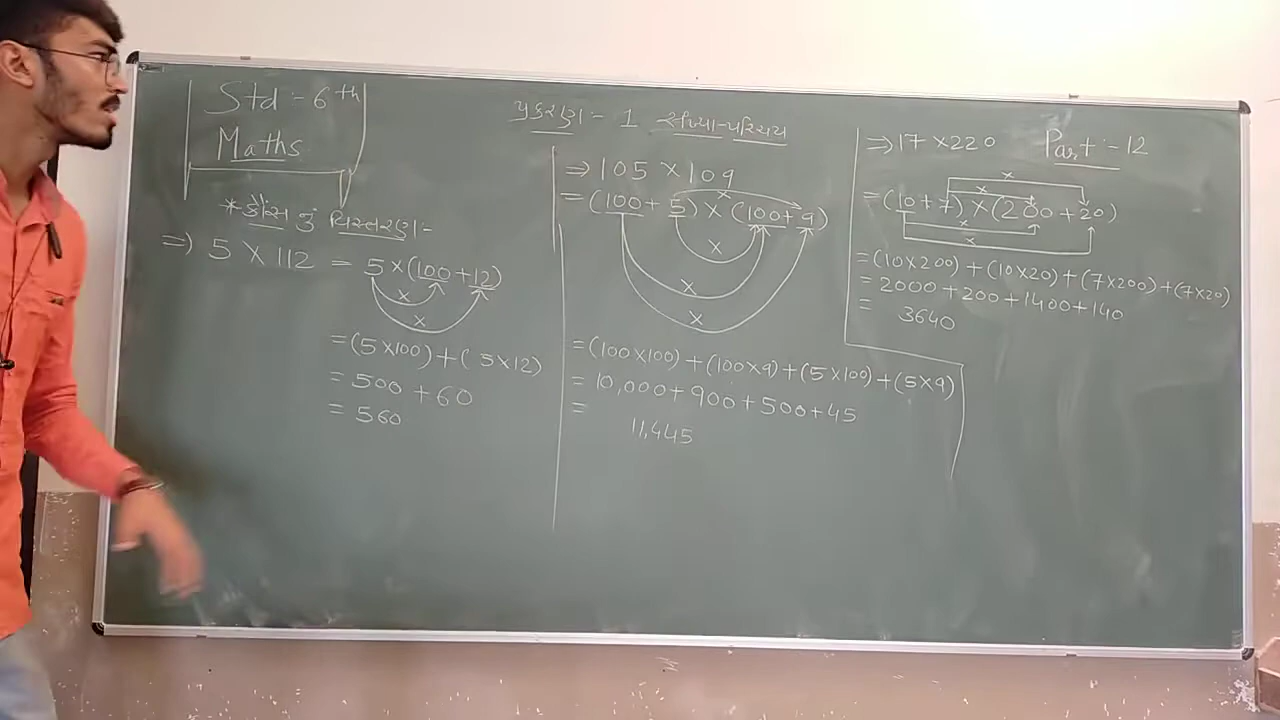 Std :- 6th
Maths
પ્રકરણ - 1 સંખ્યા-પરિચય
Part :- 12
* કૌંસ નું વિસ્તરણ :-
⇒ 5 × 112 = 5 × (100 + 12)
× ×
= (5 × 100) + (5 × 12)
= 500 + 60
= 560
⇒ 105 × 109
= (100 + 5) × (100 + 9)
× × × ×
= (100 × 100) + (100 × 9) + (5 × 100) + (5 × 9)
= 10,000 + 900 + 500 + 45
= 11,445
⇒ 17 × 220
= (10 + 7) × (200 + 20)
× × × ×
= (10 × 200) + (10 × 20) + (7 × 200) + (7 × 20)
= 2000 + 200 + 1400 + 140
= 3640